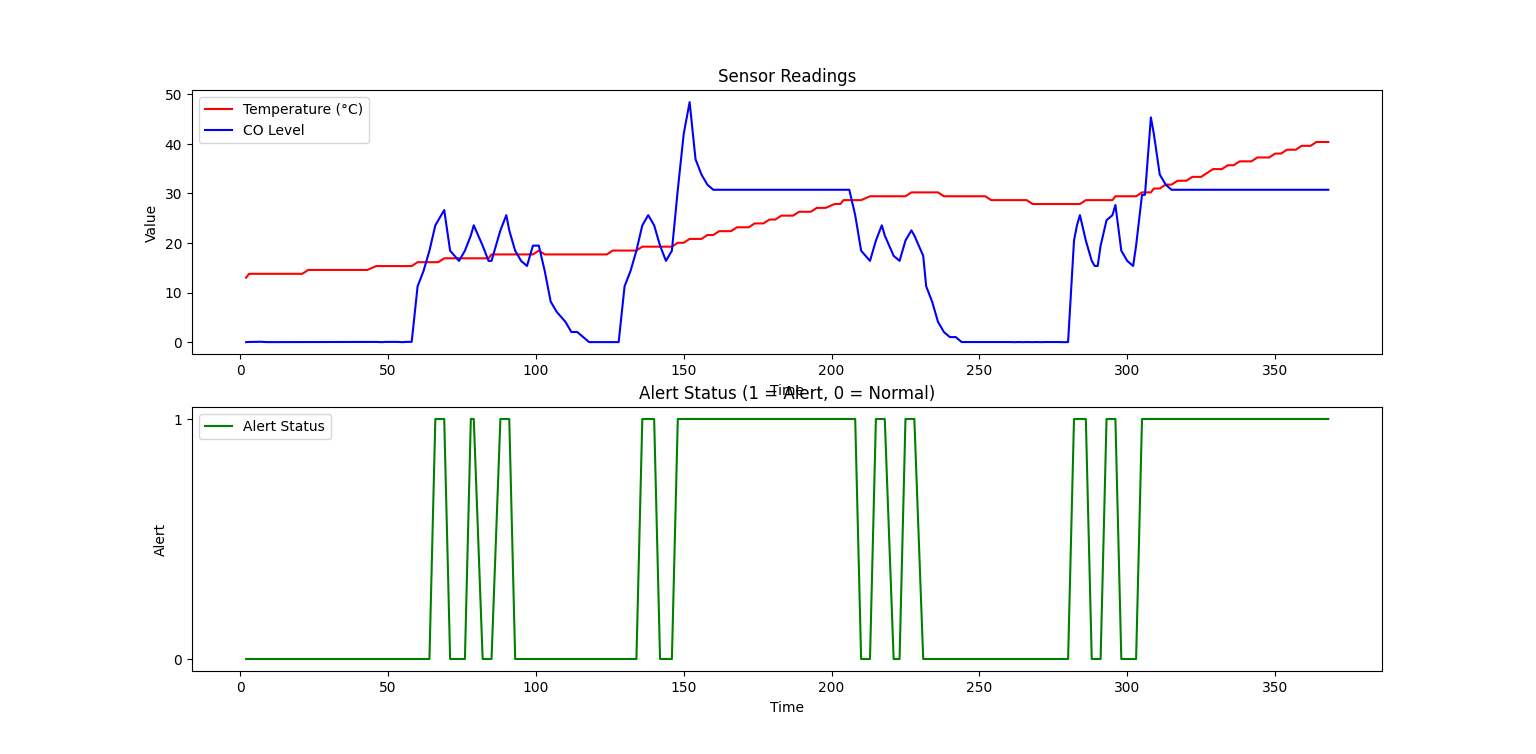 Sensor Readings
Temperature (°C)
CO Level
Value
50
40
30
20
10
0
0 50 100 150 200 250 300 350
Time
Alert Status (1 = Alert, 0 = Normal)
Alert Status
Alert
1
0
0 50 100 150 200 250 300 350
Time